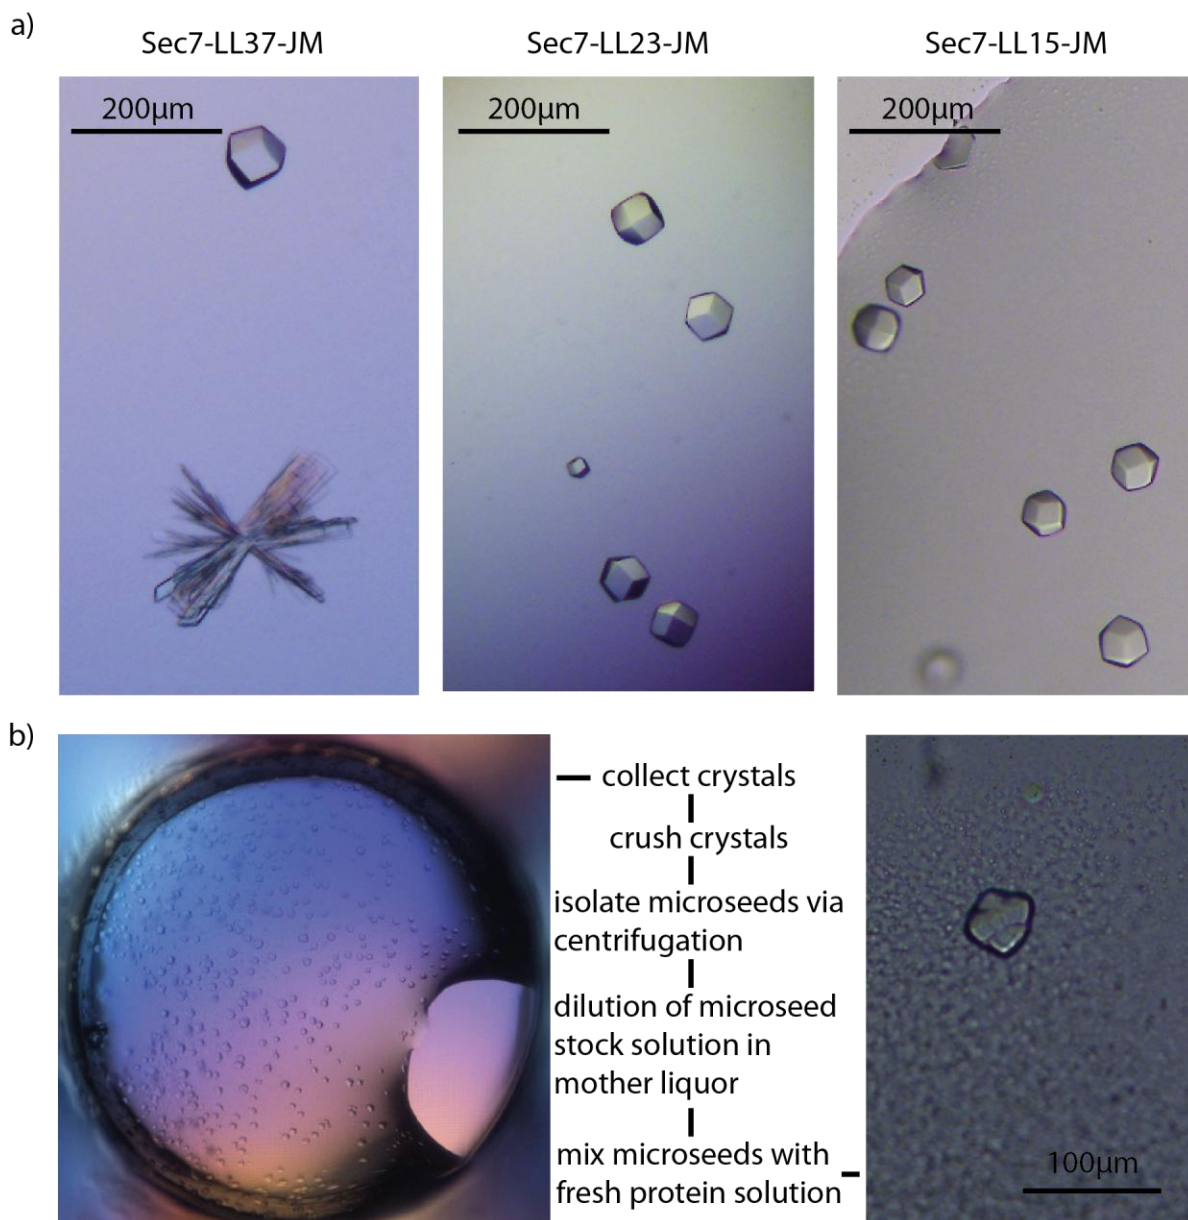 a)
Sec7-LL37-JM
Sec7-LL23-JM
Sec7-LL15-JM
200µm
200µm
200µm
b)
collect crystals
crush crystals
isolate microseeds via
centrifugation
dilution of microseed
stock solution in
mother liquor
mix microseeds with
fresh protein solution
100µm